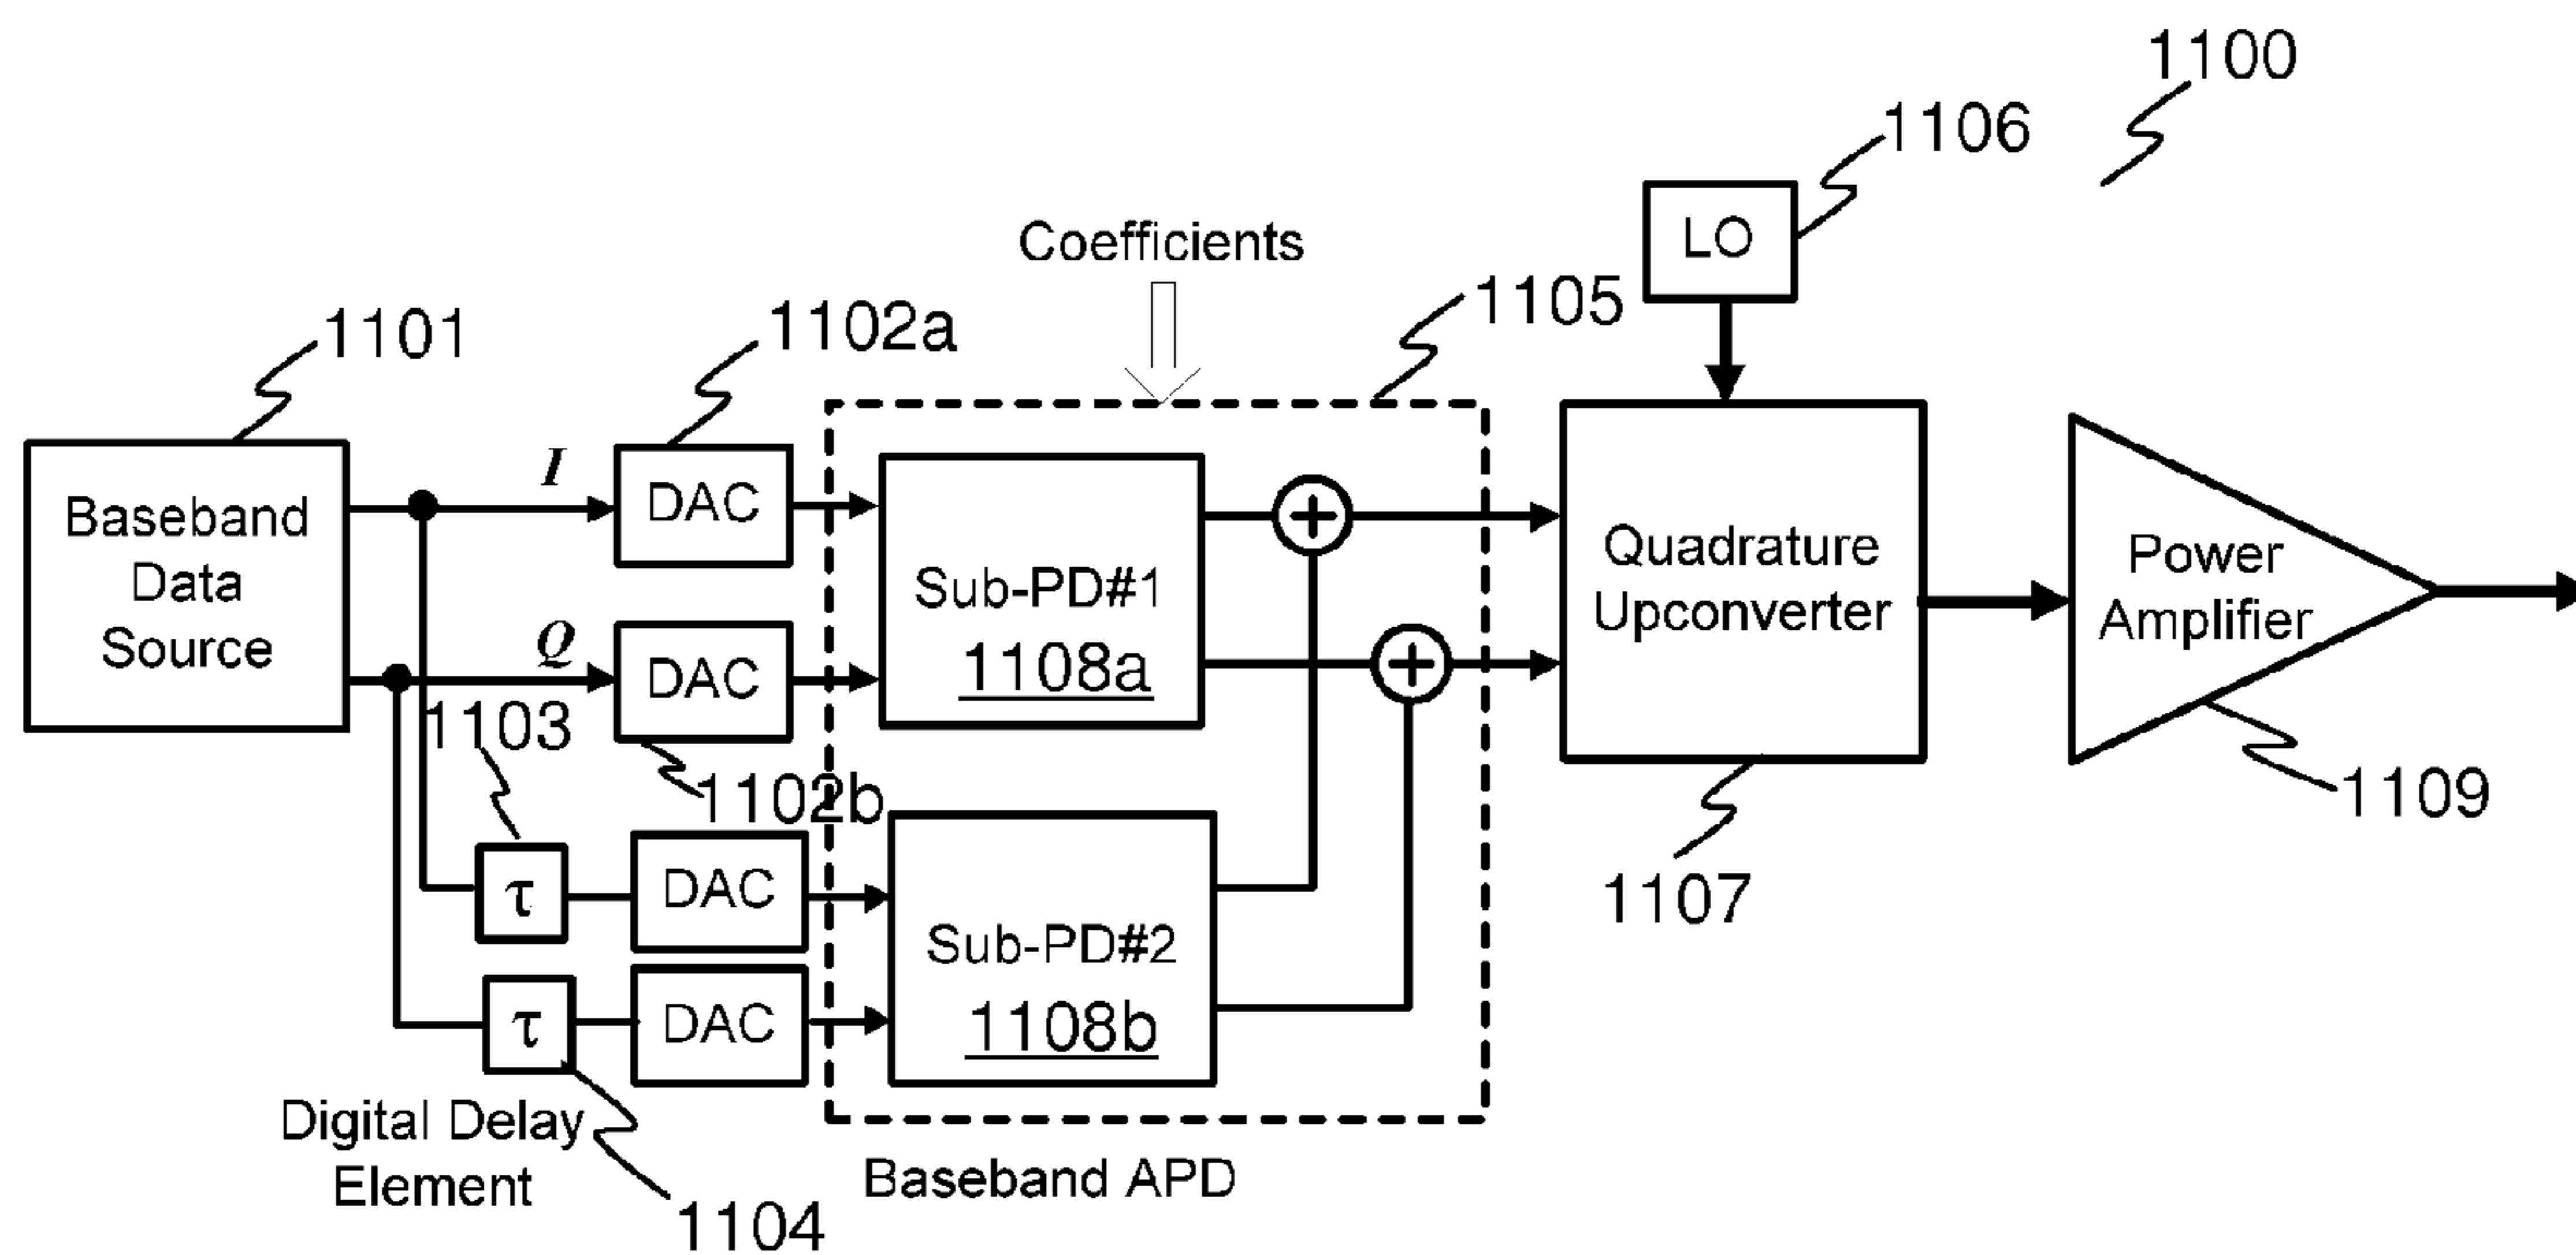 1100
1106
LO
Coefficients
1105
1101
1102a
Baseband
Data
Source
I
DAC
Q
DAC
1103
1102b
Sub-PD#1
1108a
+
+
Quadrature
Upconverter
Power
Amplifier
1109
1107
τ
DAC
τ
DAC
Sub-PD#2
1108b
Digital Delay
Element
1104
Baseband APD